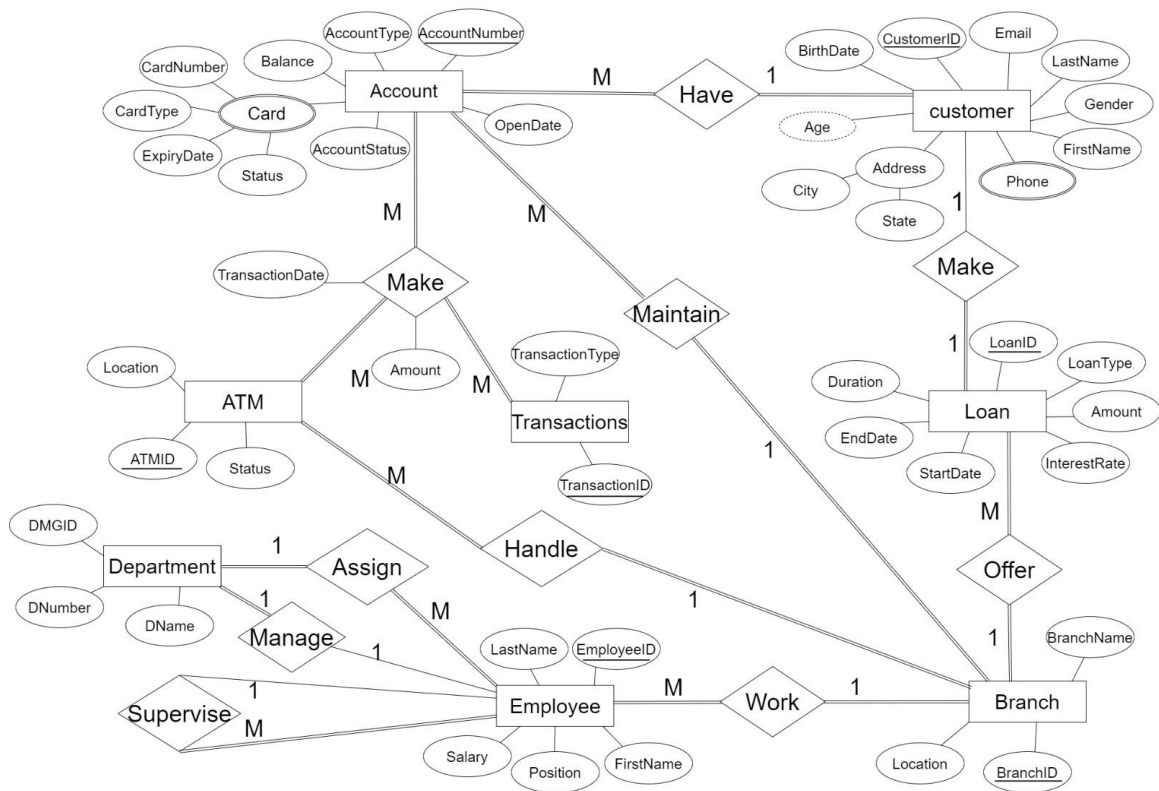 AccountType
AccountNumber
Email
CustomerID
BirthDate
LastName
Balance
CardNumber
Account
M
Have
1
customer
Gender
CardType
Card
OpenDate
Age
ExpiryDate
AccountStatus
FirstName
Status
Address
Phone
City
State
M
M
1
TransactionDate
Make
Make
Maintain
1
LoanID
TransactionType
LoanType
Location
M
M
Amount
Duration
ATM
Loan
Amount
Transactions
EndDate
1
ATMID
Status
M
StartDate
InterestRate
TransactionID
M
DMGID
1
Handle
Department
Assign
Offer
1
1
DNumber
DName
1
M
Manage
1
LastName
EmployeeID
BranchName
1
M
Work
1
Supervise
M
Employee
Branch
Salary
Position
FirstName
Location
BranchID